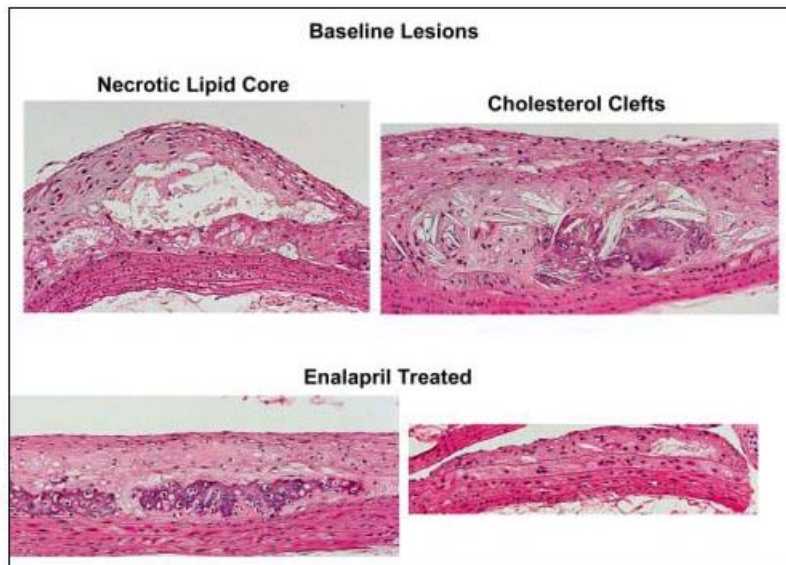 Baseline Lesions
Necrotic Lipid Core
Cholesterol Clefts
Enalapril Treated